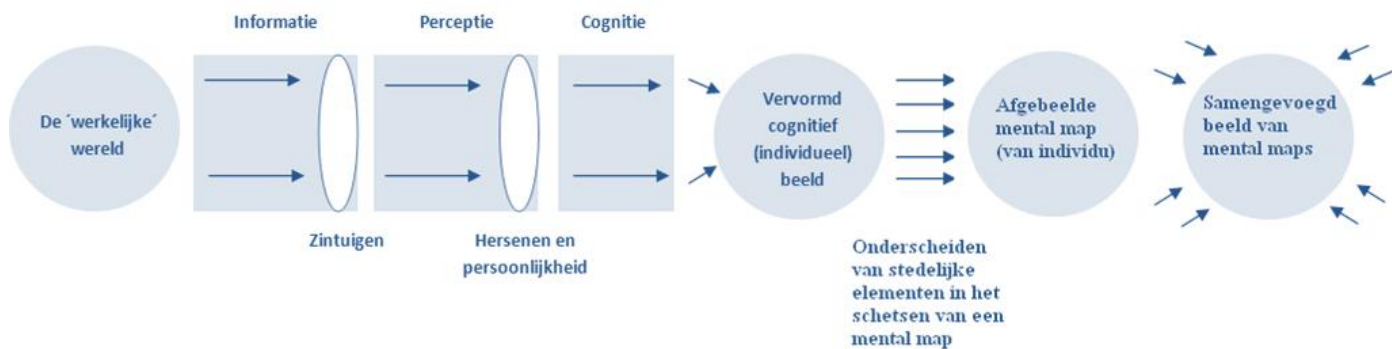 Informatie
Perceptie
Cognitie
De ´werkelijke´
wereld
Zintuigen
Hersenen en
persoonlijkheid
Vervormd
cognitief
(individueel)
beeld
Onderscheiden
van stedelijke
elementen in het
schetsen van een
mental map
Afgebeelde
mental map
(van individu)
Samengevoegd
beeld van
mental maps